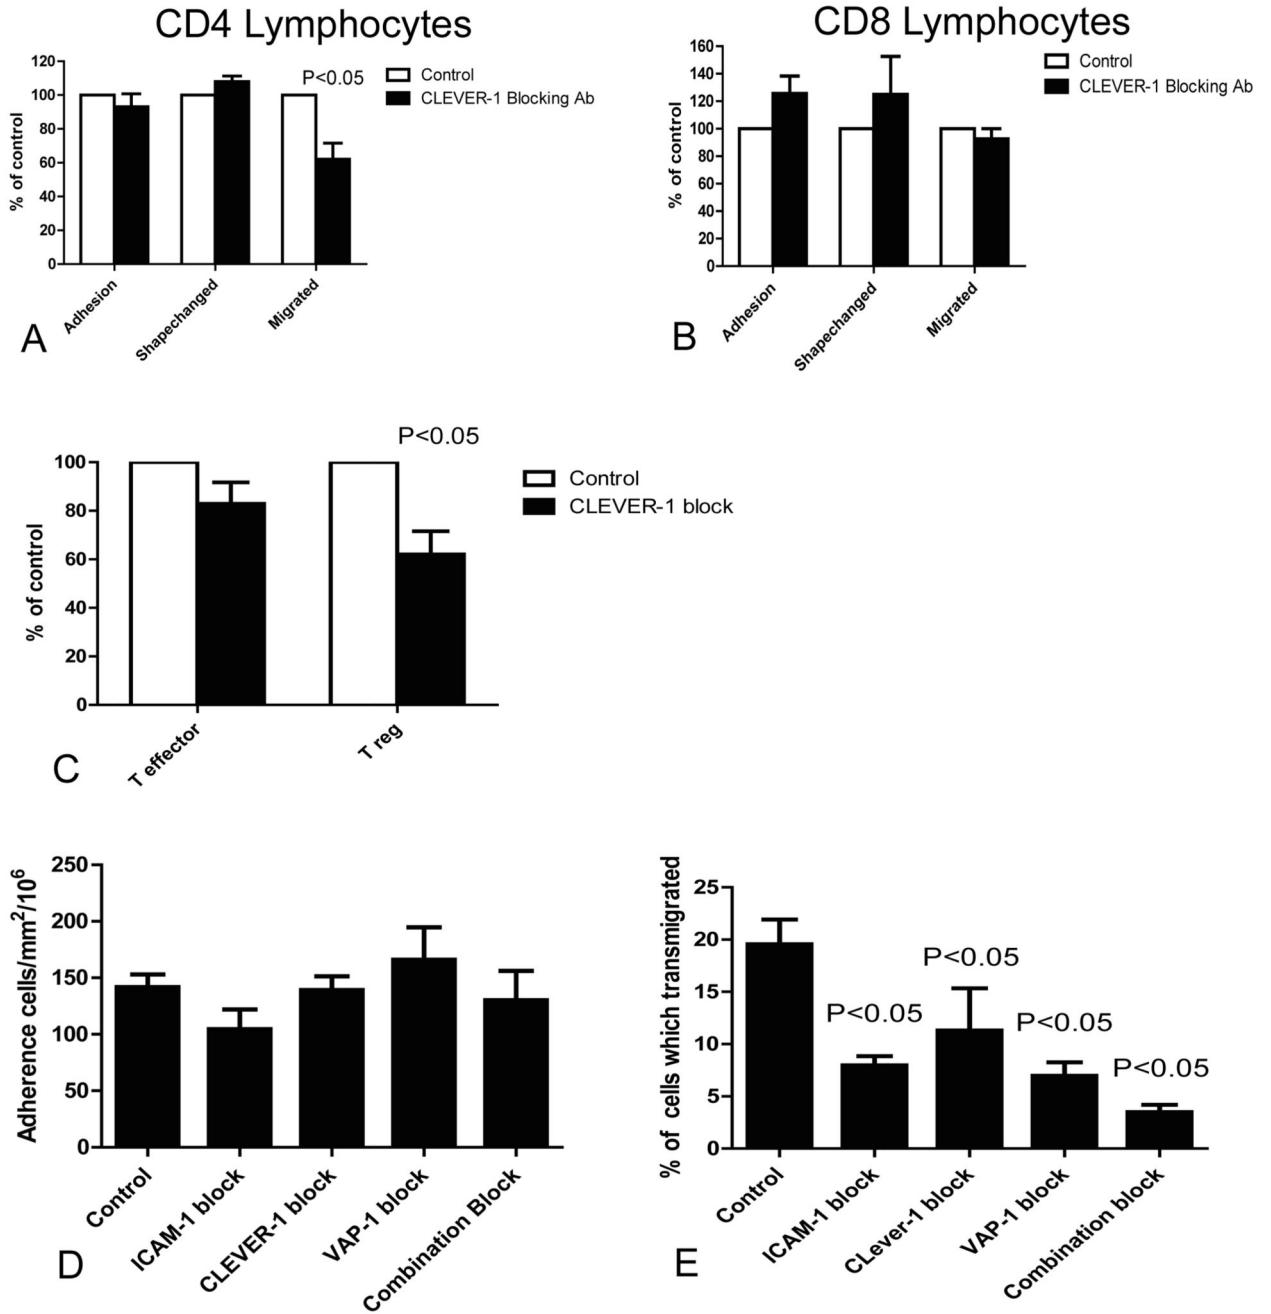 CD4 Lymphocytes
120
100
80
60
40
20
0
% of control
P<0.05
Control
CLEVER-1 Blocking Ab
Adhesion
Shapechanged
Migrated
A
CD8 Lymphocytes
160
140
120
100
80
60
40
20
0
% of control
Control
CLEVER-1 Blocking Ab
Adhesion
Shapechanged
Migrated
B
P<0.05
100
80
60
40
20
0
% of control
Control
CLEVER-1 block
T effector
T reg
C
250
200
150
100
50
0
Adherence cells/mm²/10⁶
Control
ICAM-1 block
CLEVER-1 block
VAP-1 block
Combination Block
D
25
20
15
10
5
0
% of cells which transmigrated
P<0.05
P<0.05
P<0.05
P<0.05
Control
ICAM-1 block
CLever-1 block
VAP-1 block
Combination block
E